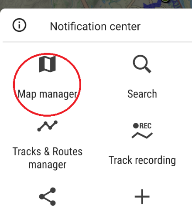 Notification center
Map manager
Search
Tracks & Routes
manager
REC
Track recording